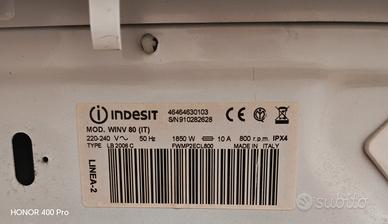 INDESIT
46464630103
S/N910282628
MOD. WINV 80 (IT)
220-240 V 50 Hz 1850 W 10 A 800 r.p.m. IPX4
TYPE LB 2006 C FWMP2ECL800 MADE IN ITALY
LINEA-2
subito
HONOR 400 Pro